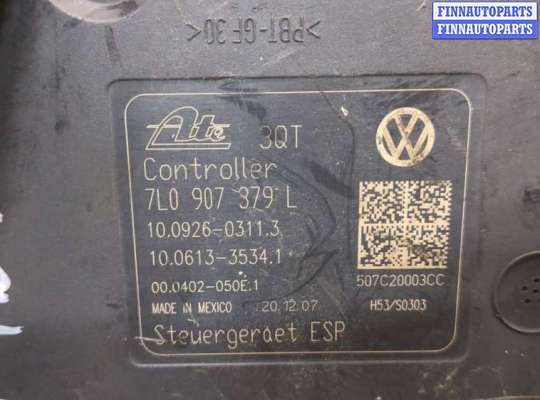 FINNAUTOPARTS
FINNAUTOPARTS
>PBT-GF30<
Ate 3QT
Controller
7L0 907 379 L
10.0926-0311.3
10.0613-3534.1
00.0402-050E.1
507C20003CC
MADE IN MEXICO 20.12.07
H53/S0303
Steuergeraet ESP